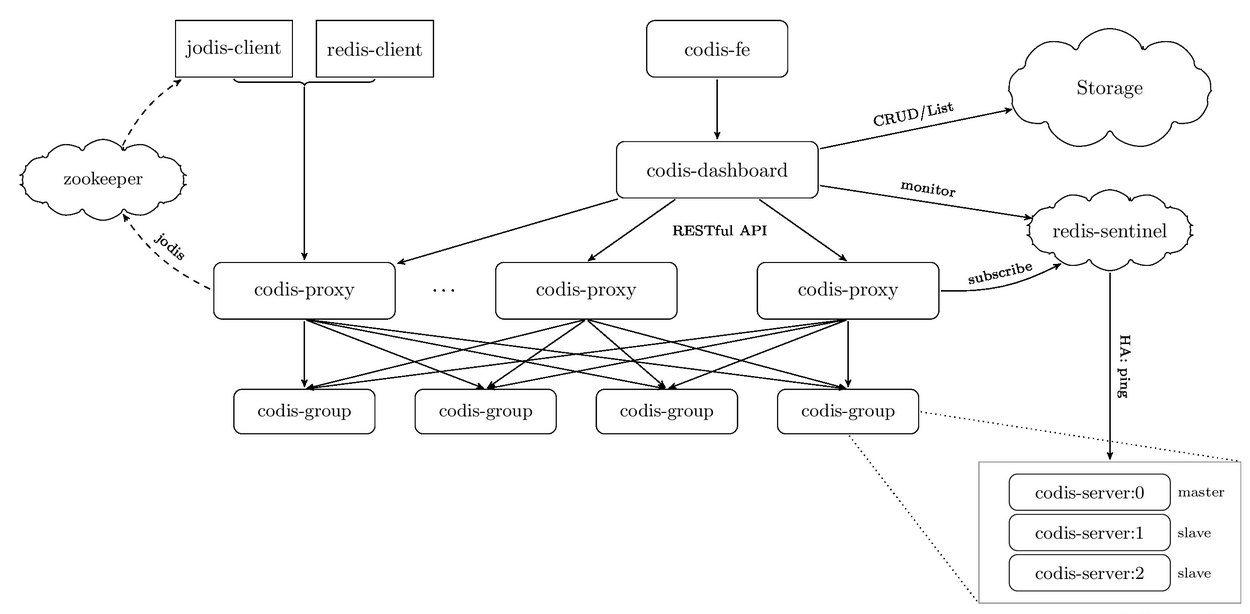 jodis-client
redis-client
codis-fe
Storage
CRUD/List
zookeeper
codis-dashboard
monitor
RESTful API
redis-sentinel
jodis
subscribe
codis-proxy
...
codis-proxy
codis-proxy
HA: ping
codis-group
codis-group
codis-group
codis-group
codis-server:0 master
codis-server:1 slave
codis-server:2 slave